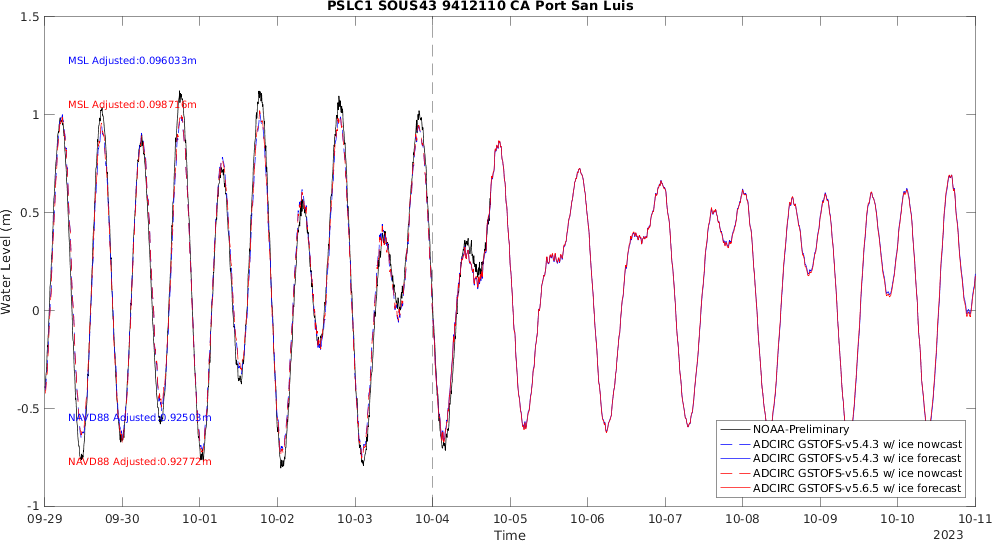 PSLC1 SOUS43 9412110 CA Port San Luis
1.5
1
0.5
0
-0.5
-1
Water Level (m)
MSL Adjusted:0.096033m
MSL Adjusted:0.098716m
NAVD88 Adjusted:0.92503m
NAVD88 Adjusted:0.92772m
NOAA-Preliminary
ADCIRC GSTOFS-v5.4.3 w/ ice nowcast
ADCIRC GSTOFS-v5.4.3 w/ ice forecast
ADCIRC GSTOFS-v5.6.5 w/ ice nowcast
ADCIRC GSTOFS-v5.6.5 w/ ice forecast
09-29 09-30 10-01 10-02 10-03 10-04 10-05 10-06 10-07 10-08 10-09 10-10 10-11
Time
2023